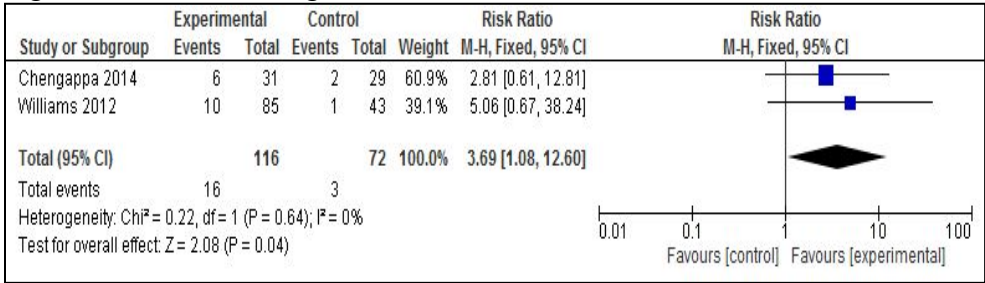 Experimental Control Risk Ratio Risk Ratio
Study or Subgroup Events Total Events Total Weight M-H, Fixed, 95% CI M-H, Fixed, 95% CI
Chengappa 2014 6 31 2 29 60.9% 2.81 [0.61, 12.81]
Williams 2012 10 85 1 43 39.1% 5.06 [0.67, 38.24]
Total (95% CI) 116 72 100.0% 3.69 [1.08, 12.60]
Total events 16 3
Heterogeneity: Chi² = 0.22, df = 1 (P = 0.64); I² = 0%
Test for overall effect: Z = 2.08 (P = 0.04)
0.01 0.1 1 10 100
Favours [control] Favours [experimental]